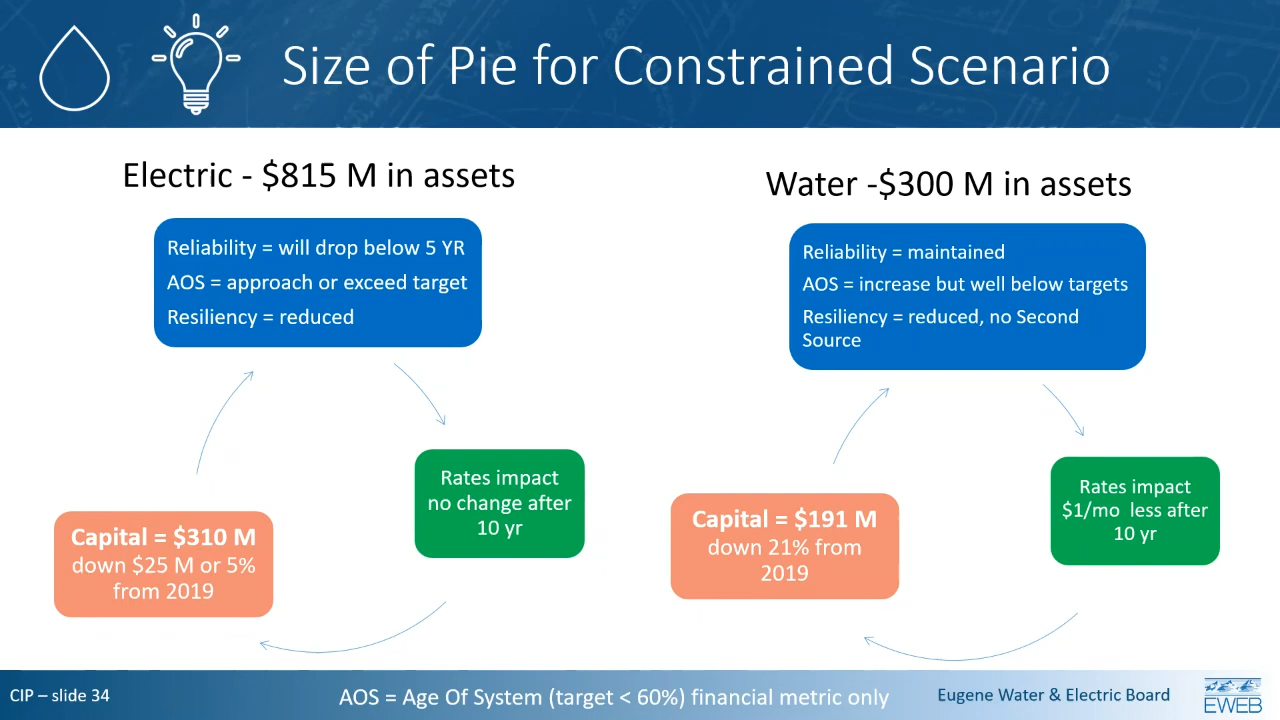 Size of Pie for Constrained Scenario
Electric - $815 M in assets
Reliability = will drop below 5 YR
AOS = approach or exceed target
Resiliency = reduced
Rates impact
no change after
10 yr
Capital = $310 M
down $25 M or 5%
from 2019
Water -$300 M in assets
Reliability = maintained
AOS = increase but well below targets
Resiliency = reduced, no Second
Source
Rates impact
$1/mo  less after
10 yr
Capital = $191 M
down 21% from
2019
CIP – slide 34
AOS = Age Of System (target < 60%) financial metric only
Eugene Water & Electric Board
EWEB